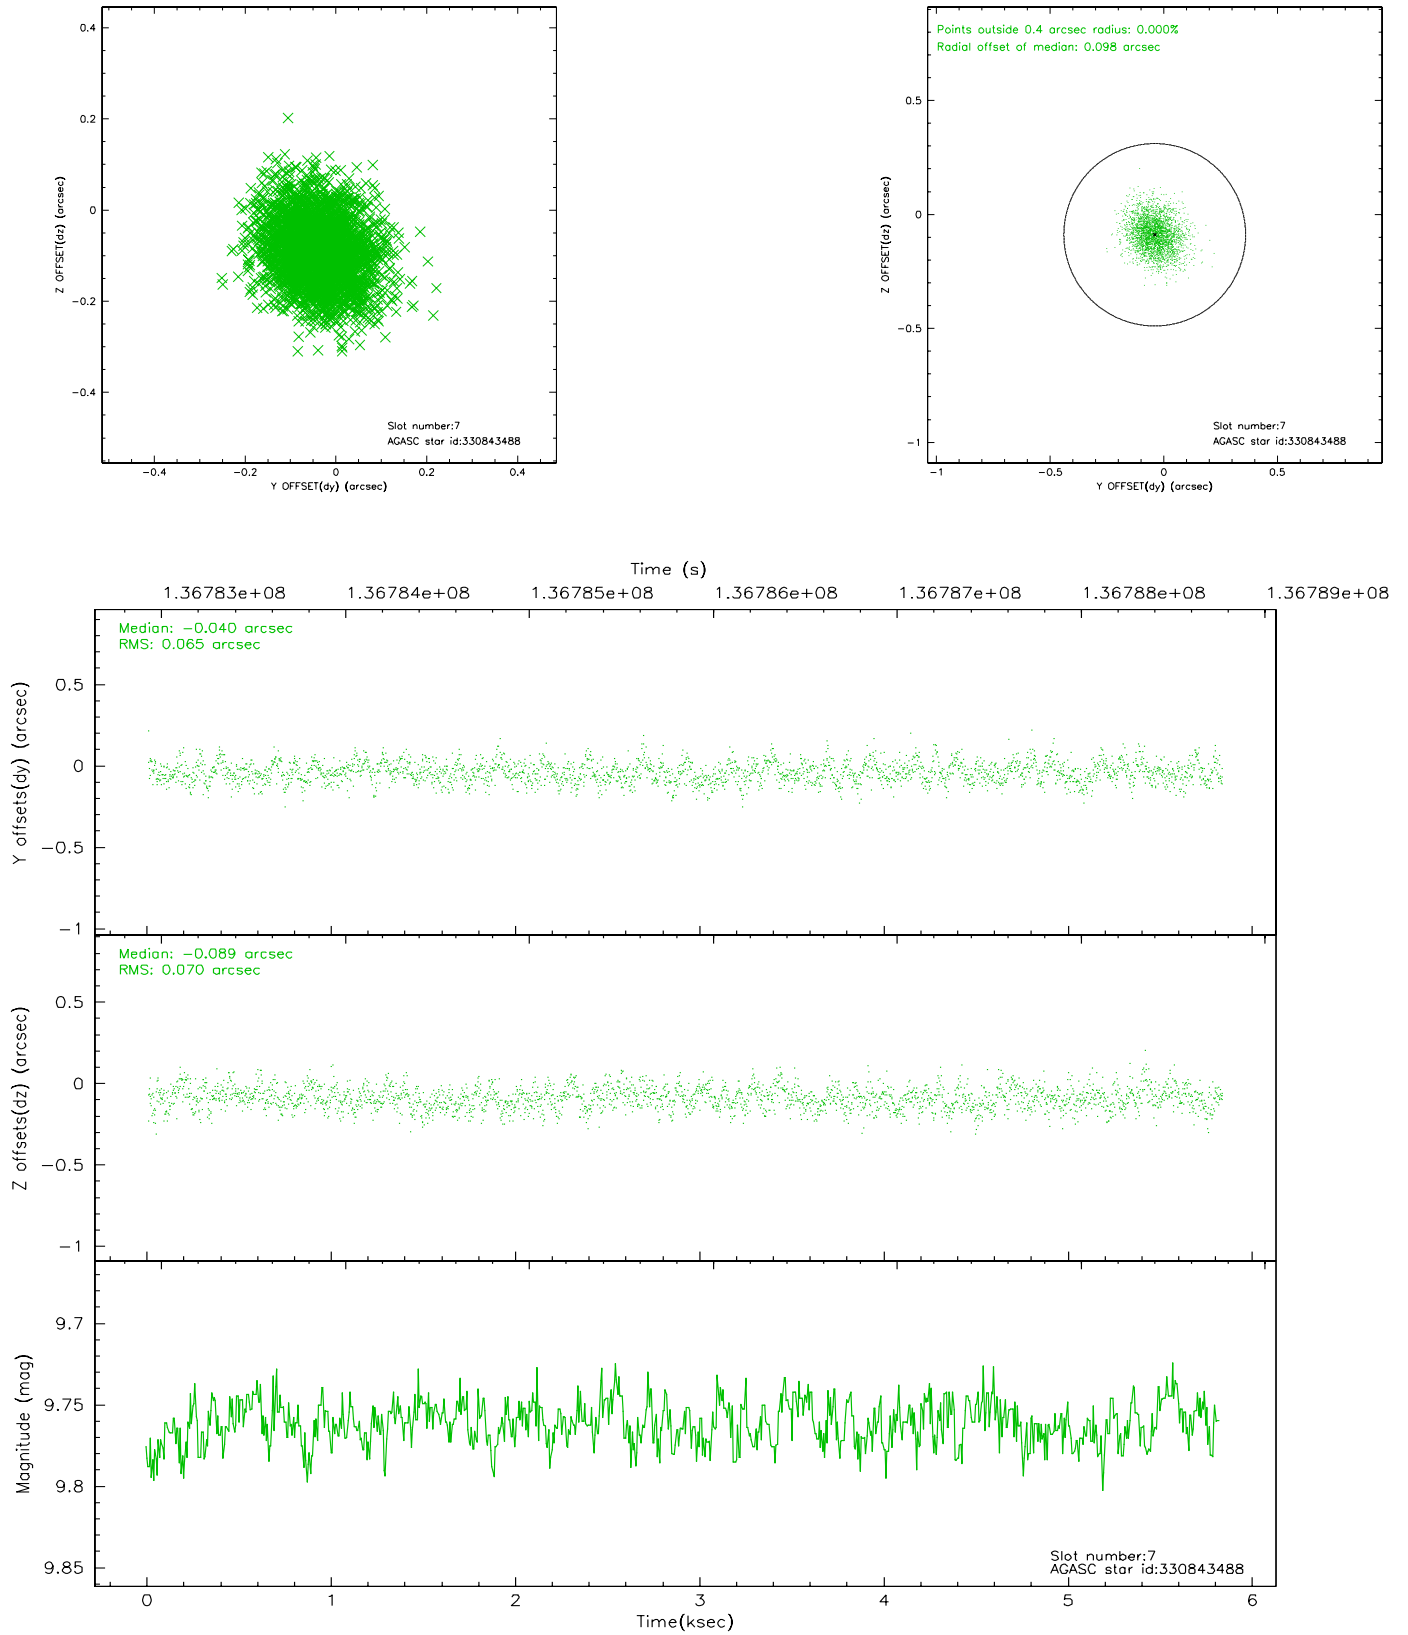 0.4
0.2
0
−0.2
−0.4
Z OFFSET(dz) (arcsec)
Slot number:7
AGASC star id:330843488
−0.4
−0.2
0
0.2
0.4
Y OFFSET(dy) (arcsec)
Points outside 0.4 arcsec radius: 0.000%
Radial offset of median: 0.098 arcsec
0.5
0
−0.5
−1
Z OFFSET(dz) (arcsec)
Slot number:7
AGASC star id:330843488
−1
−0.5
0
0.5
Y OFFSET(dy) (arcsec)
Time (s)
1.36783e+08
1.36784e+08
1.36785e+08
1.36786e+08
1.36787e+08
1.36788e+08
1.36789e+08
Median: −0.040 arcsec
RMS: 0.065 arcsec
0.5
0
−0.5
−1
Y offsets(dy) (arcsec)
Median: −0.089 arcsec
RMS: 0.070 arcsec
0.5
0
−0.5
−1
Z offsets(dz) (arcsec)
9.7
9.75
9.8
9.85
Magnitude (mag)
Slot number:7
AGASC star id:330843488
0
1
2
3
4
5
6
Time(ksec)